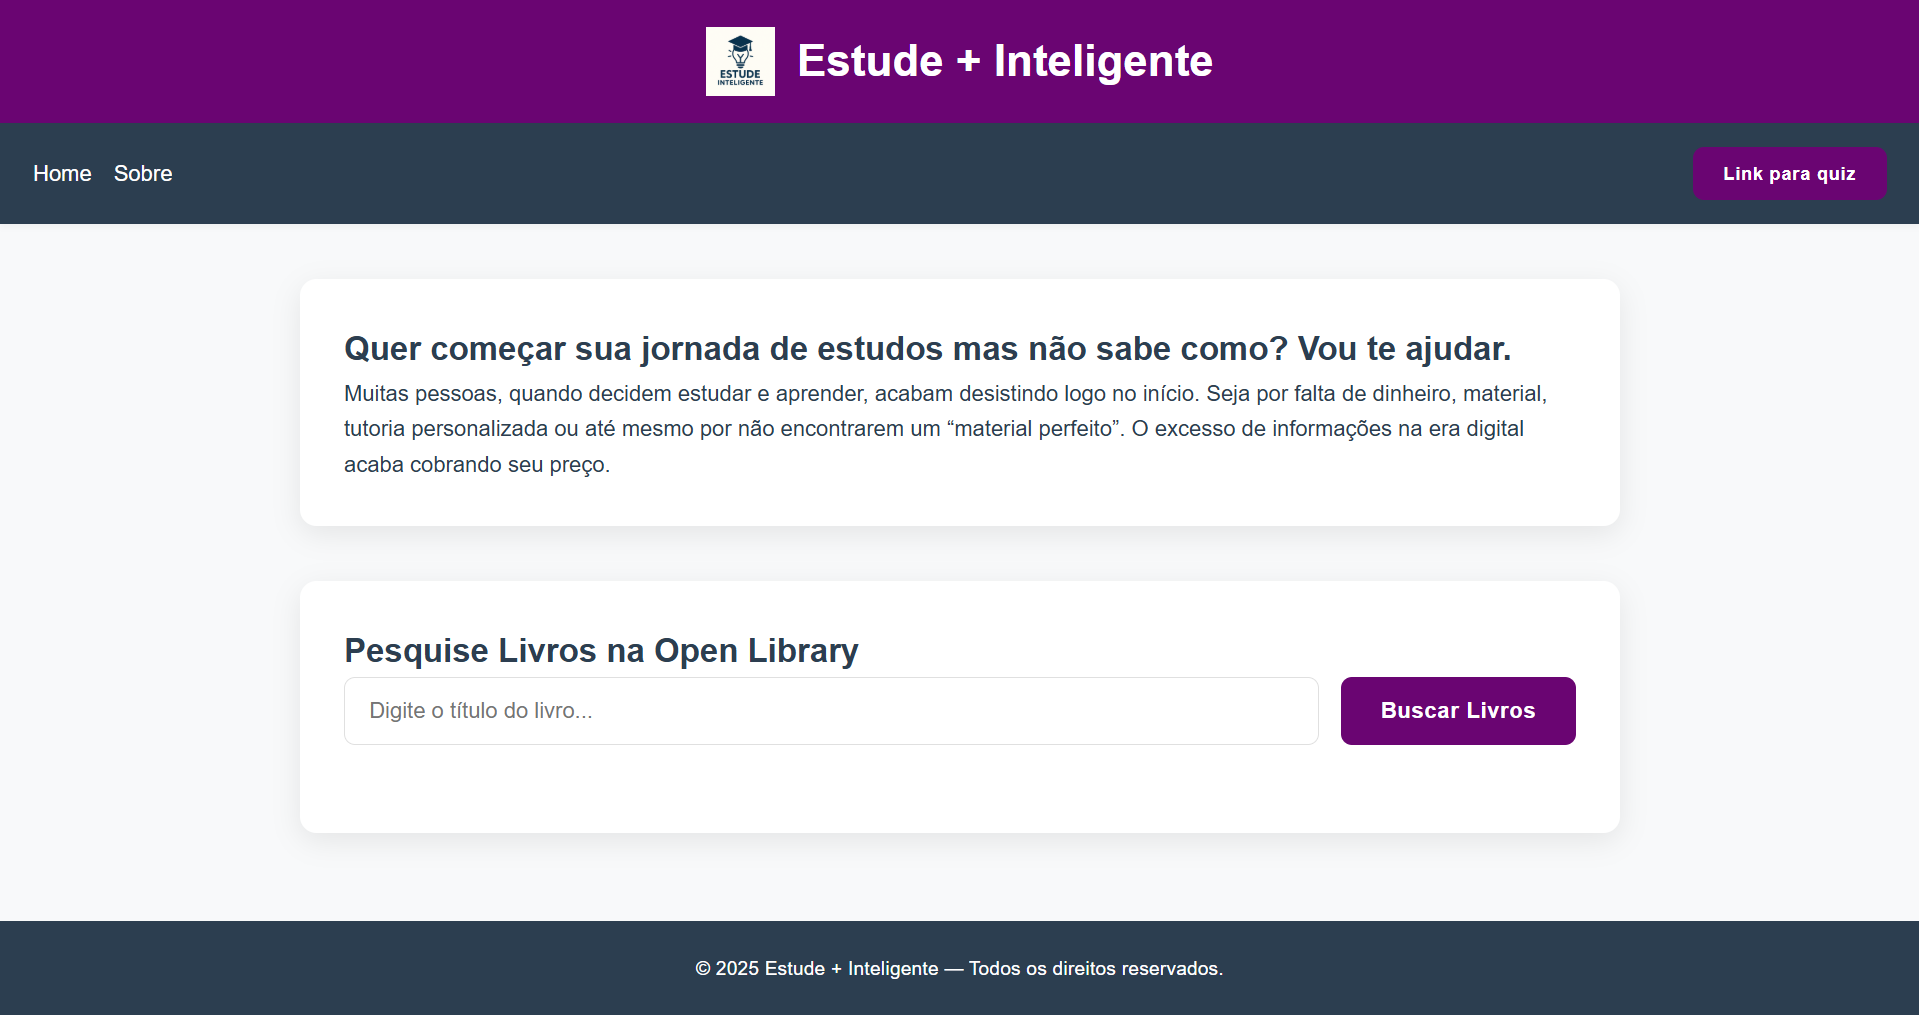 ESTUDE
INTELIGENTE
Estude + Inteligente
Home
Sobre
Link para quiz
Quer começar sua jornada de estudos mas não sabe como? Vou te ajudar.
Muitas pessoas, quando decidem estudar e aprender, acabam desistindo logo no início. Seja por falta de dinheiro, material,
tutoria personalizada ou até mesmo por não encontrarem um “material perfeito”. O excesso de informações na era digital
acaba cobrando seu preço.
Pesquise Livros na Open Library
Digite o título do livro...
Buscar Livros
© 2025 Estude + Inteligente — Todos os direitos reservados.